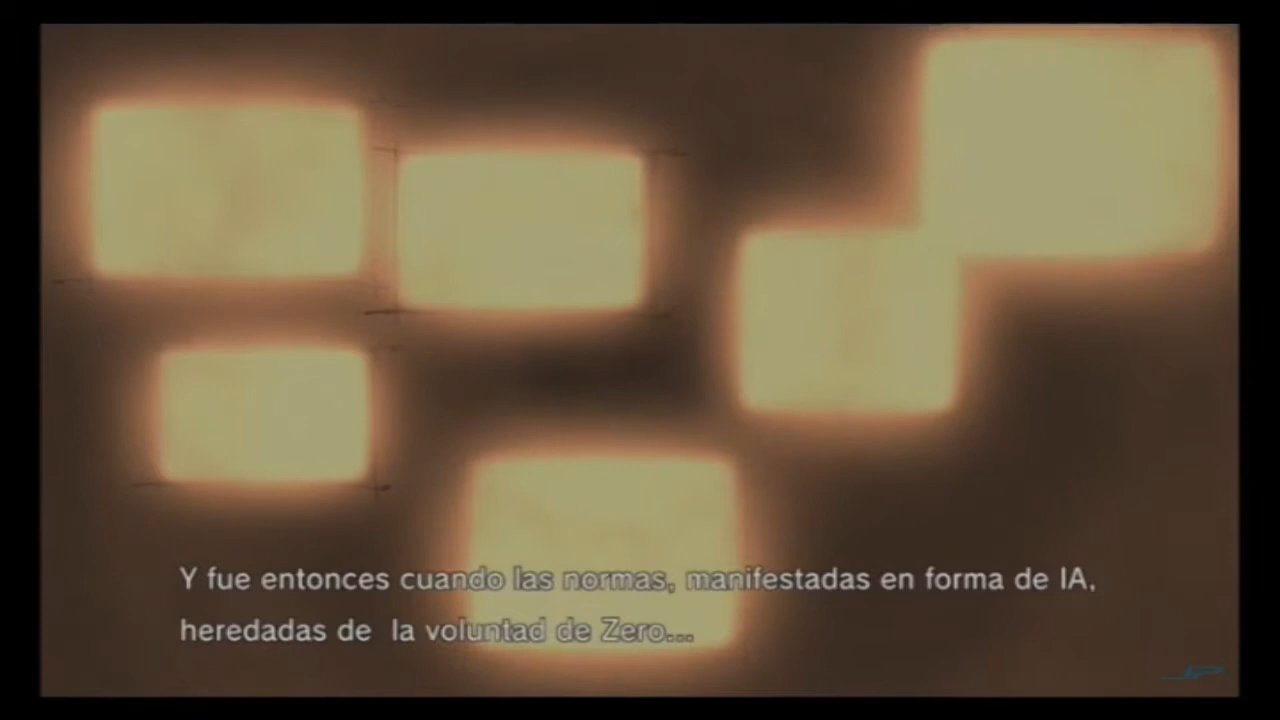 Y fue entonces cuando las normas, manifestadas en forma de IA,
heredadas de la voluntad de Zero...